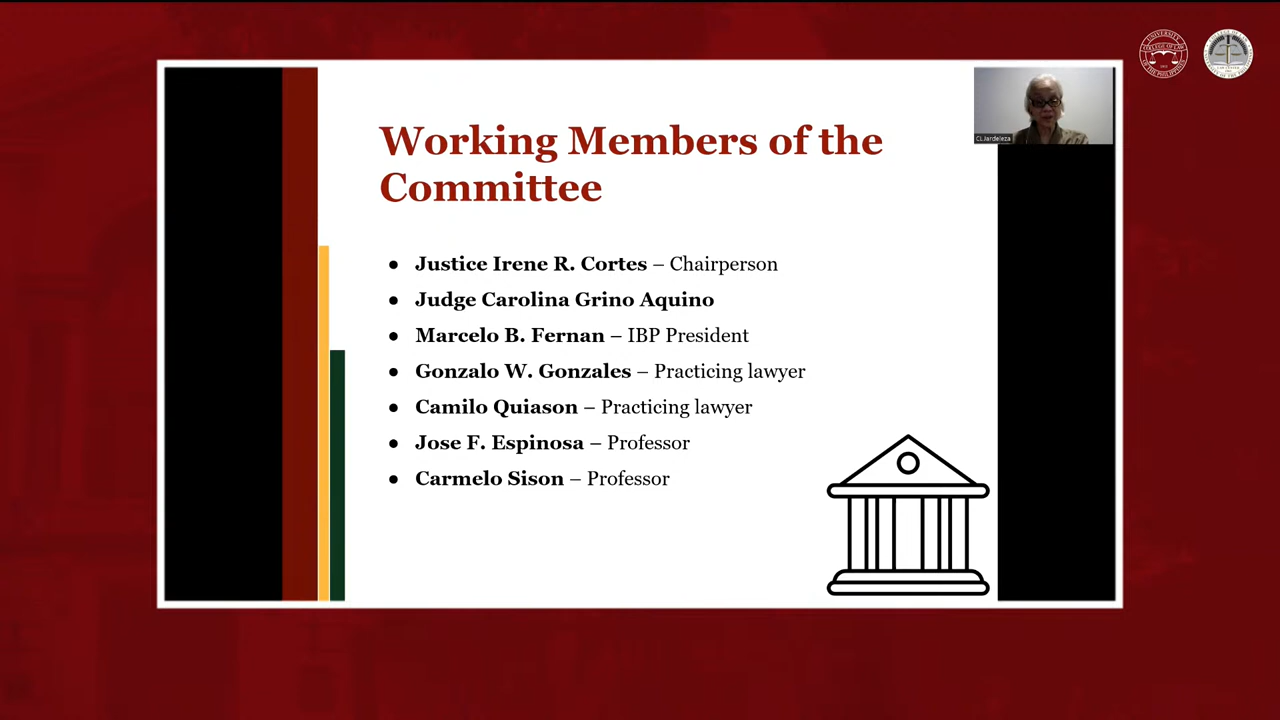 Working Members of the
Committee
● Justice Irene R. Cortes – Chairperson
● Judge Carolina Grino Aquino
● Marcelo B. Fernan – IBP President
● Gonzalo W. Gonzales – Practicing lawyer
● Camilo Quiason – Practicing lawyer
● Jose F. Espinosa – Professor
● Carmelo Sison – Professor
CLJardeleza